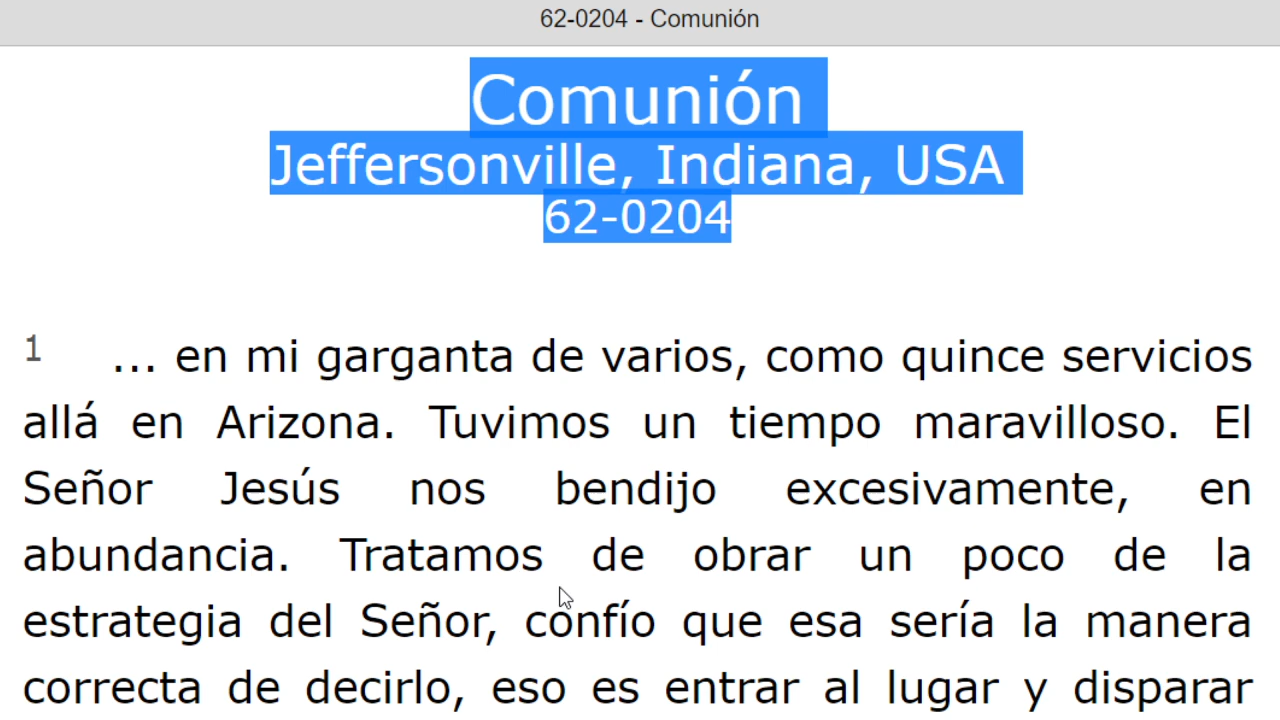 62-0204 - Comunión
Comunión
Jeffersonville, Indiana, USA
62-0204
1 ... en mi garganta de varios, como quince servicios
allá en Arizona. Tuvimos un tiempo maravilloso. El
Señor Jesús nos bendijo excesivamente, en
abundancia. Tratamos de obrar un poco de la
estrategia del Señor, confío que esa sería la manera
correcta de decirlo, eso es entrar al lugar y disparar